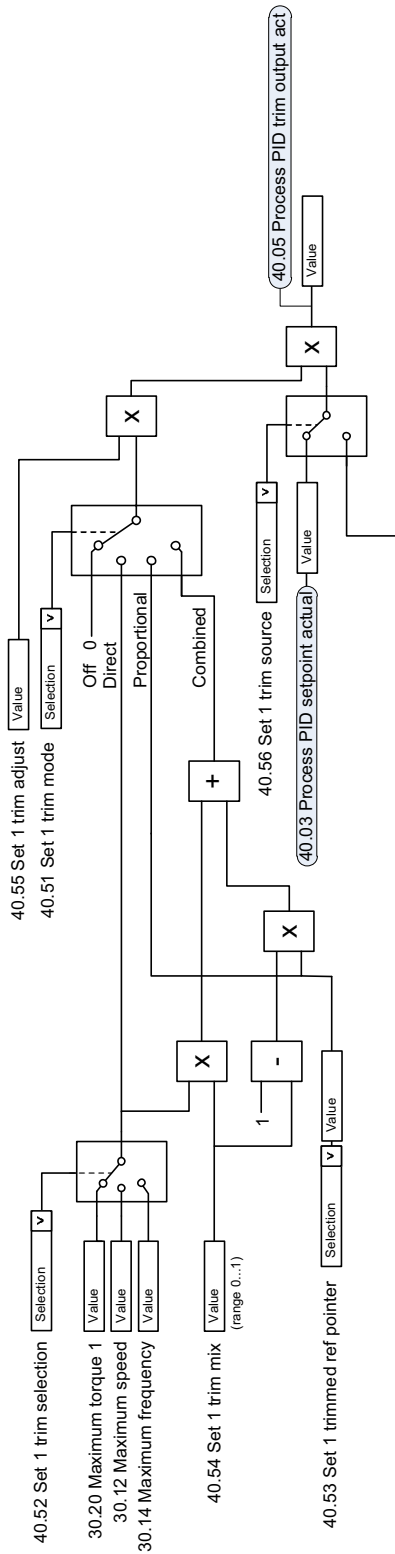 40.52 Set 1 trim selection
Selection v
30.20 Maximum torque 1
Value
30.12 Maximum speed
Value
30.14 Maximum frequency
Value
40.54 Set 1 trim mix
Value
(range 0...1)
40.53 Set 1 trimmed ref pointer
Selection v Value
x
1
-
x
+
40.55 Set 1 trim adjust
Value
40.51 Set 1 trim mode
Selection v
Off 0
Direct
Proportional
Combined
x
40.56 Set 1 trim source
Selection v
40.03 Process PID setpoint actual
Value
x
40.05 Process PID trim output act
Value